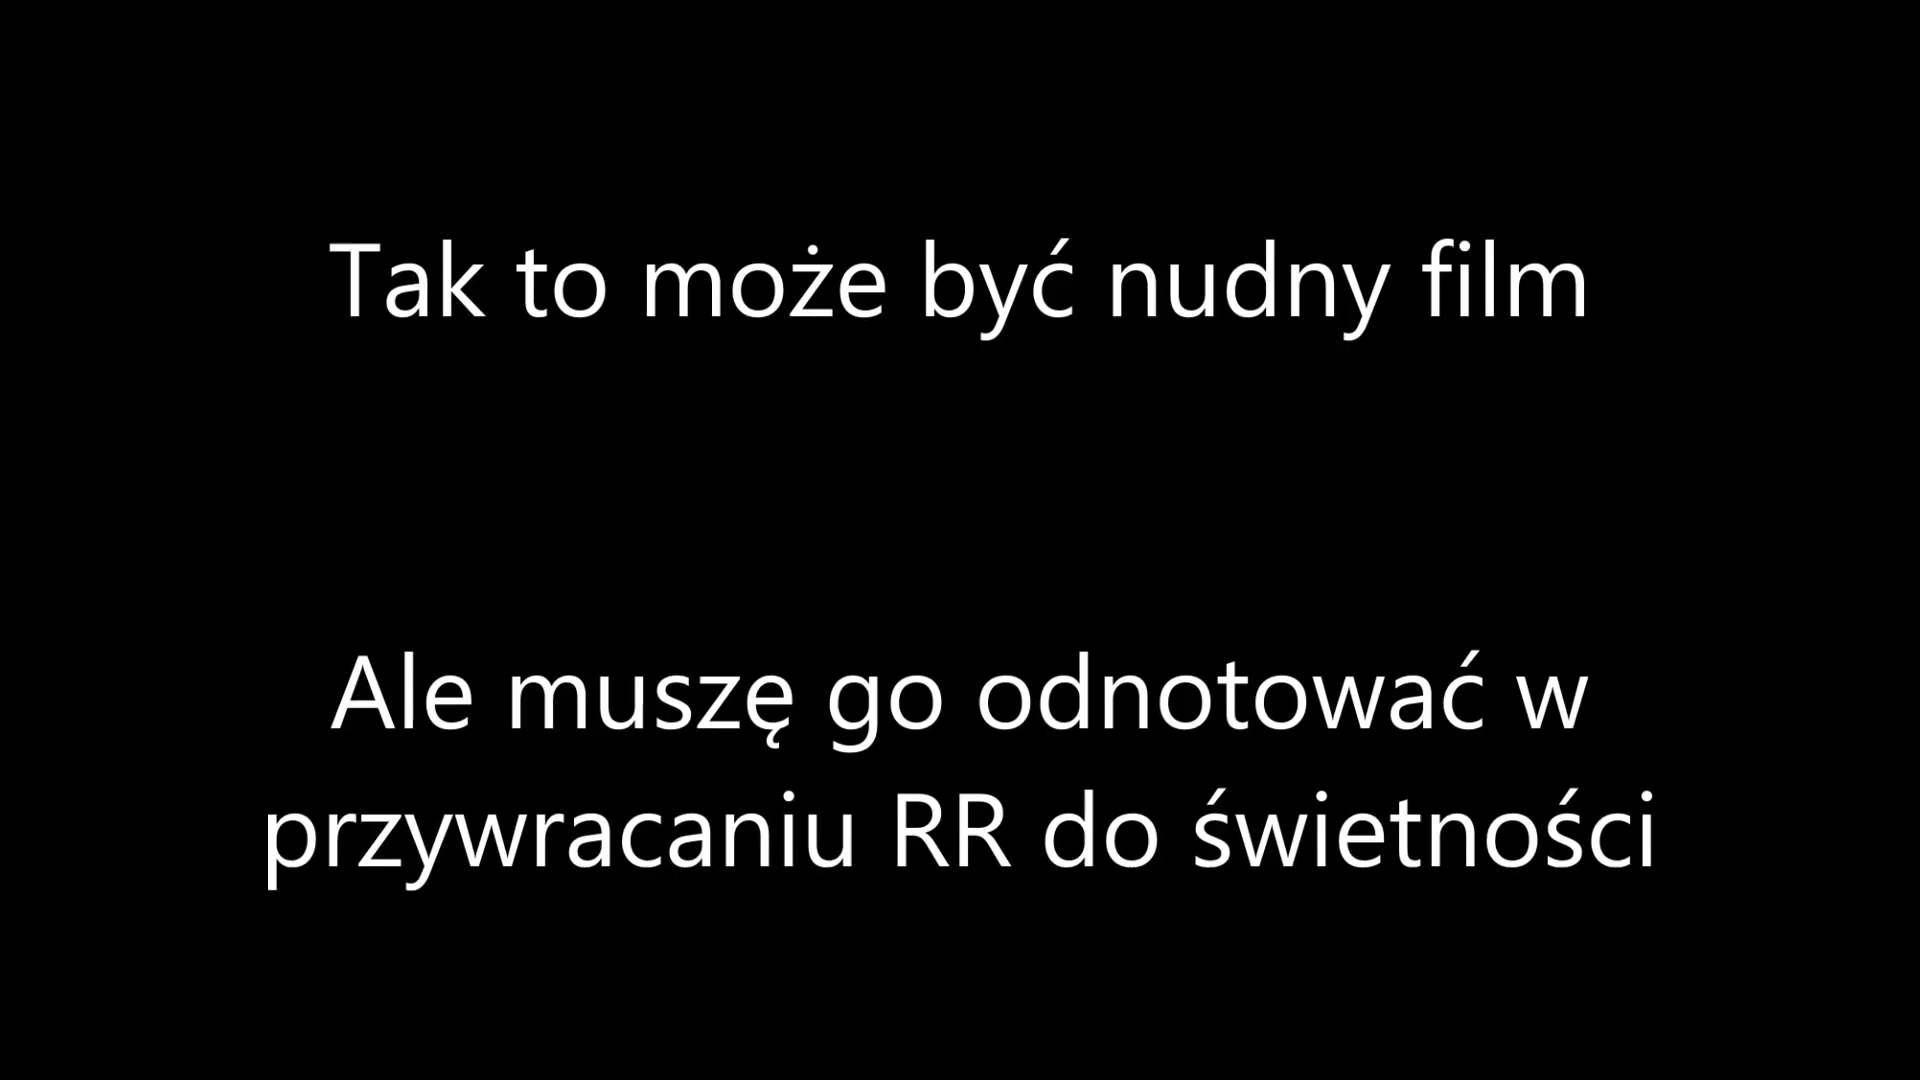 Tak to może być nudny film
Ale muszę go odnotować w
przywracaniu RR do świetności